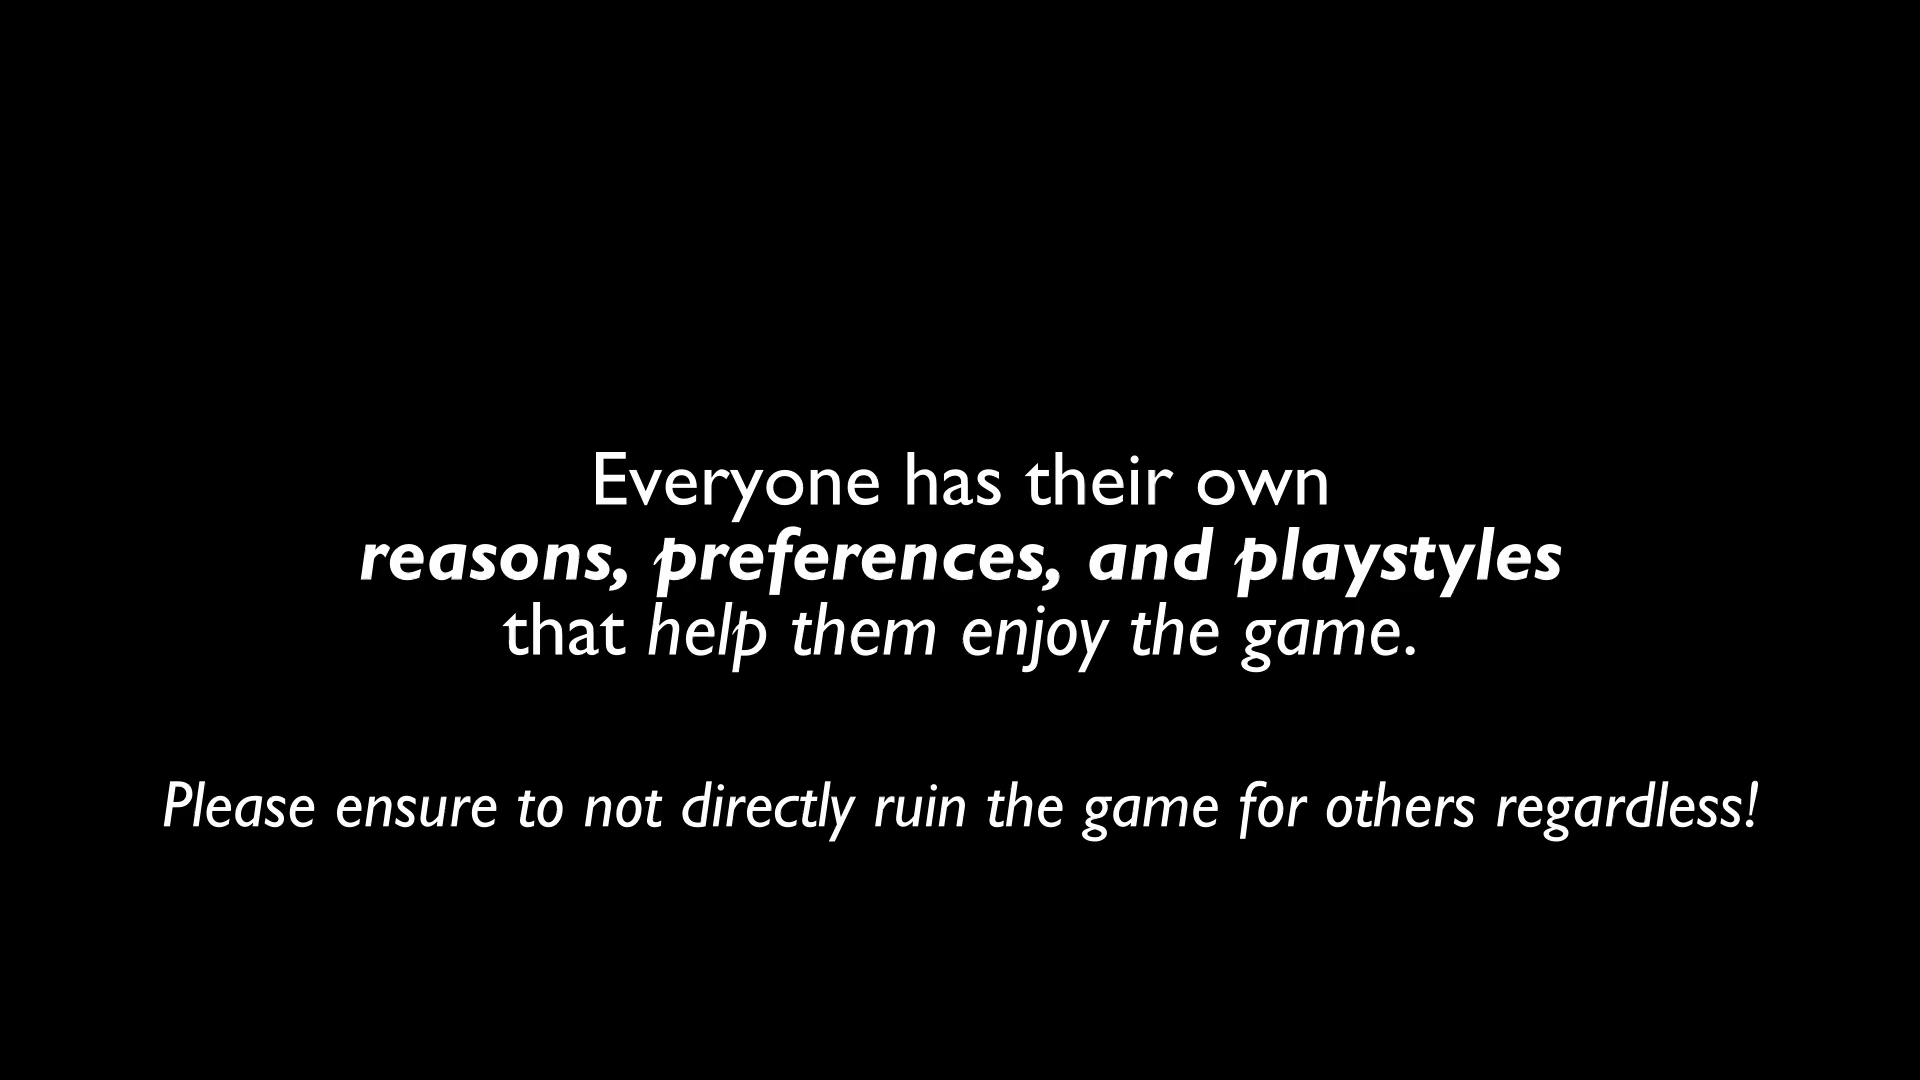 Everyone has their own
reasons, preferences, and playstyles
that help them enjoy the game.
Please ensure to not directly ruin the game for others regardless!